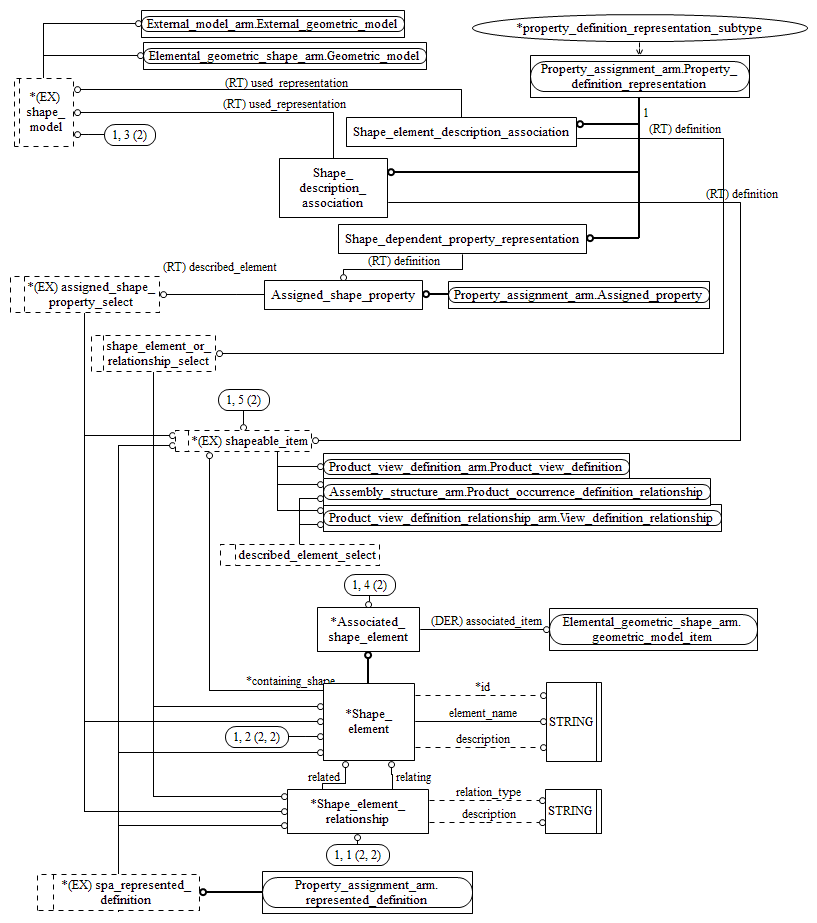 External_model_arm.External_geometric_model
*property_definition_representation_subtype
Elemental_geometric_shape_arm.Geometric_model
Property_assignment_arm.Property_
definition_representation
*(EX)
shape_
model
(RT) used_representation
(RT) used_representation
1, 3 (2)
1
Shape_element_description_association
(RT) definition
Shape_
description_
association
(RT) definition
Shape_dependent_property_representation
(RT) definition
(RT) described_element
*(EX) assigned_shape_
property_select
Assigned_shape_property
Property_assignment_arm.Assigned_property
shape_element_or_
relationship_select
1, 5 (2)
*(EX) shapeable_item
Product_view_definition_arm.Product_view_definition
Assembly_structure_arm.Product_occurrence_definition_relationship
Product_view_definition_relationship_arm.View_definition_relationship
described_element_select
1, 4 (2)
*Associated_
shape_element
(DER) associated_item
Elemental_geometric_shape_arm.
geometric_model_item
*containing_shape
*id
*Shape_
element
element_name
STRING
1, 2 (2, 2)
description
related
relating
*Shape_element_
relationship
relation_type
STRING
description
1, 1 (2, 2)
*(EX) spa_represented_
definition
Property_assignment_arm.
represented_definition